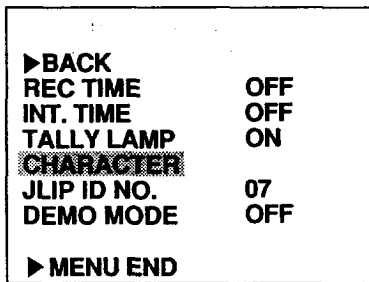 ▶BACK
REC TIME OFF
INT. TIME OFF
TALLY LAMP ON
CHARACTER
JLIP ID NO. 07
DEMO MODE OFF
▶MENU END